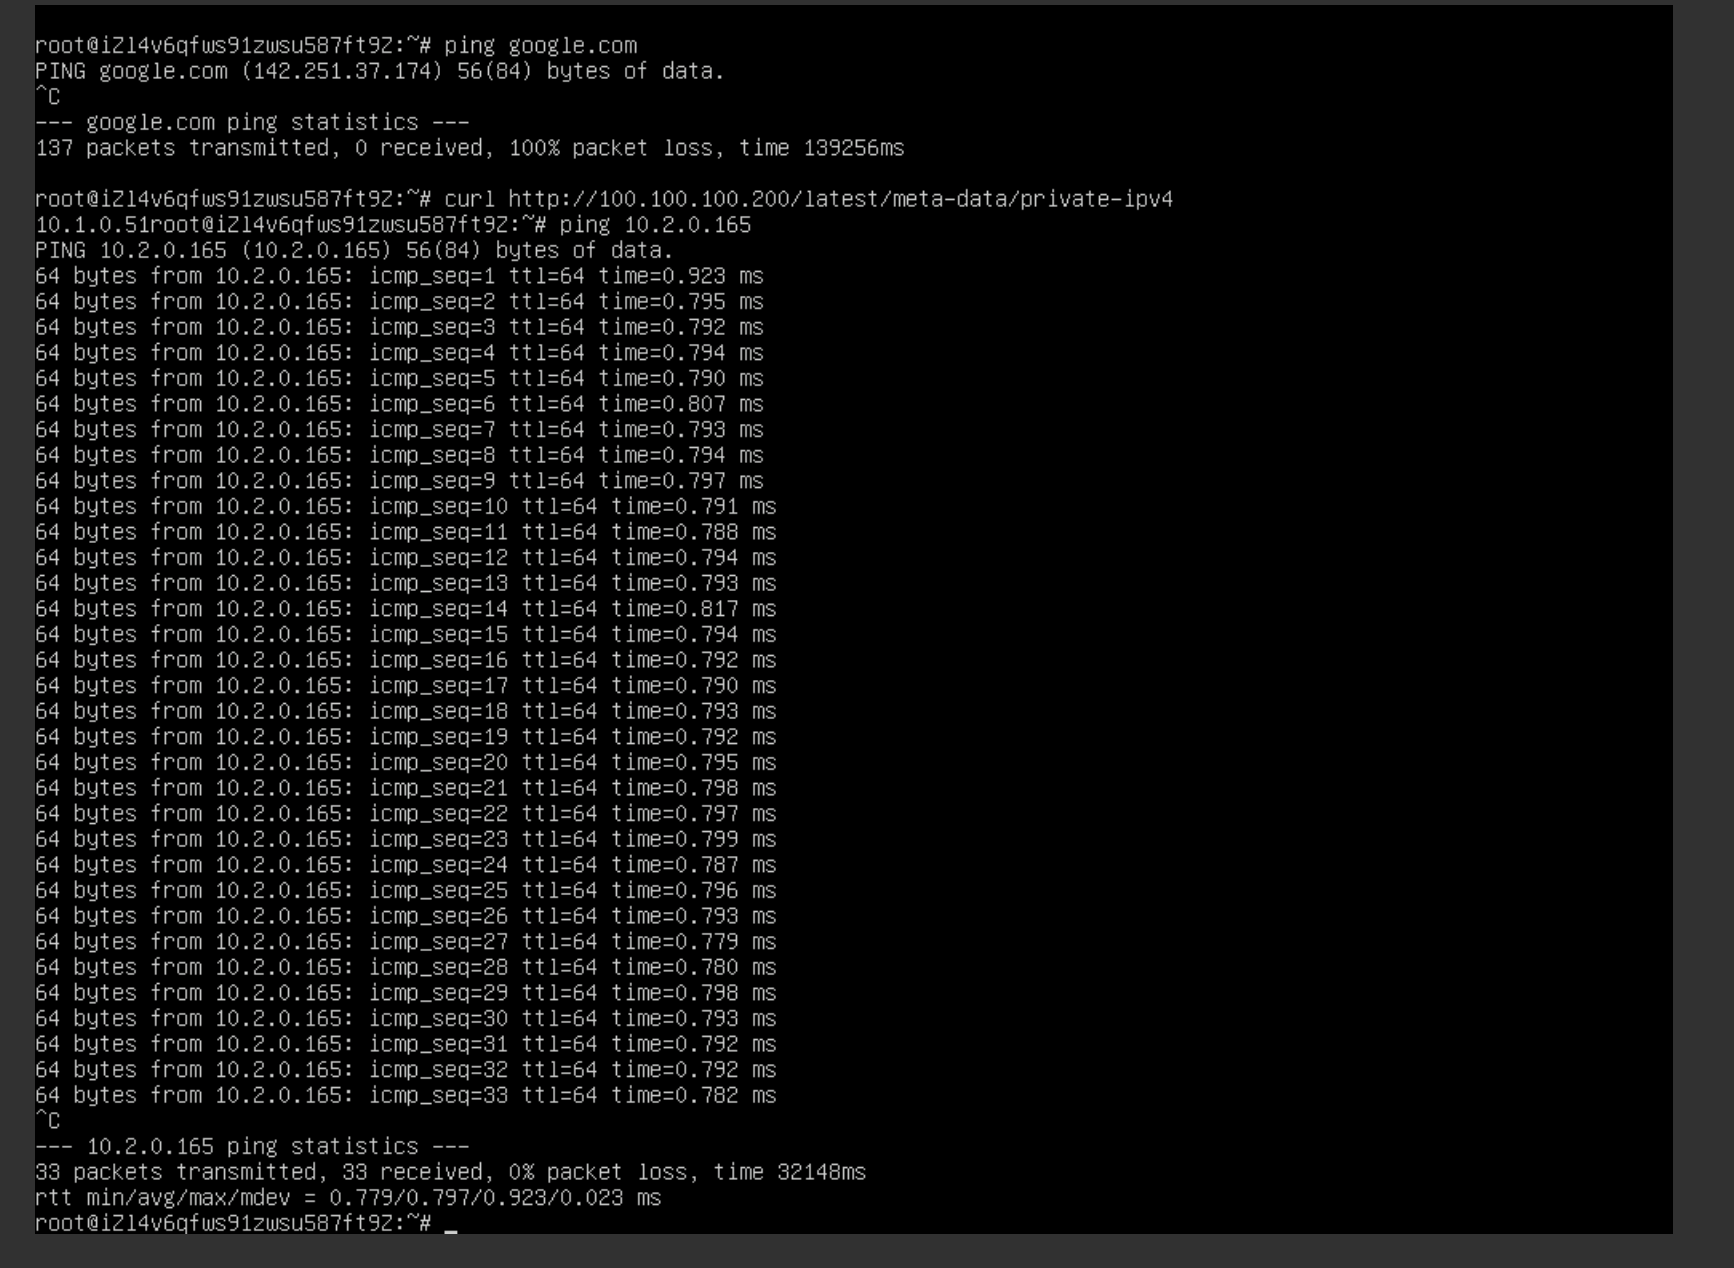 root@iZl4v6qfws91zwsu587ft9Z:~# ping google.com
PING google.com (142.251.37.174) 56(84) bytes of data.
^C
--- google.com ping statistics ---
137 packets transmitted, 0 received, 100% packet loss, time 139256ms
root@iZl4v6qfws91zwsu587ft9Z:~# curl http://100.100.100.200/latest/meta-data/private-ipv4
10.1.0.51root@iZl4v6qfws91zwsu587ft9Z:~# ping 10.2.0.165
PING 10.2.0.165 (10.2.0.165) 56(84) bytes of data.
64 bytes from 10.2.0.165: icmp_seq=1 ttl=64 time=0.923 ms
64 bytes from 10.2.0.165: icmp_seq=2 ttl=64 time=0.795 ms
64 bytes from 10.2.0.165: icmp_seq=3 ttl=64 time=0.792 ms
64 bytes from 10.2.0.165: icmp_seq=4 ttl=64 time=0.794 ms
64 bytes from 10.2.0.165: icmp_seq=5 ttl=64 time=0.790 ms
64 bytes from 10.2.0.165: icmp_seq=6 ttl=64 time=0.807 ms
64 bytes from 10.2.0.165: icmp_seq=7 ttl=64 time=0.793 ms
64 bytes from 10.2.0.165: icmp_seq=8 ttl=64 time=0.794 ms
64 bytes from 10.2.0.165: icmp_seq=9 ttl=64 time=0.797 ms
64 bytes from 10.2.0.165: icmp_seq=10 ttl=64 time=0.791 ms
64 bytes from 10.2.0.165: icmp_seq=11 ttl=64 time=0.788 ms
64 bytes from 10.2.0.165: icmp_seq=12 ttl=64 time=0.794 ms
64 bytes from 10.2.0.165: icmp_seq=13 ttl=64 time=0.793 ms
64 bytes from 10.2.0.165: icmp_seq=14 ttl=64 time=0.817 ms
64 bytes from 10.2.0.165: icmp_seq=15 ttl=64 time=0.794 ms
64 bytes from 10.2.0.165: icmp_seq=16 ttl=64 time=0.792 ms
64 bytes from 10.2.0.165: icmp_seq=17 ttl=64 time=0.790 ms
64 bytes from 10.2.0.165: icmp_seq=18 ttl=64 time=0.793 ms
64 bytes from 10.2.0.165: icmp_seq=19 ttl=64 time=0.792 ms
64 bytes from 10.2.0.165: icmp_seq=20 ttl=64 time=0.795 ms
64 bytes from 10.2.0.165: icmp_seq=21 ttl=64 time=0.798 ms
64 bytes from 10.2.0.165: icmp_seq=22 ttl=64 time=0.797 ms
64 bytes from 10.2.0.165: icmp_seq=23 ttl=64 time=0.799 ms
64 bytes from 10.2.0.165: icmp_seq=24 ttl=64 time=0.787 ms
64 bytes from 10.2.0.165: icmp_seq=25 ttl=64 time=0.796 ms
64 bytes from 10.2.0.165: icmp_seq=26 ttl=64 time=0.793 ms
64 bytes from 10.2.0.165: icmp_seq=27 ttl=64 time=0.779 ms
64 bytes from 10.2.0.165: icmp_seq=28 ttl=64 time=0.780 ms
64 bytes from 10.2.0.165: icmp_seq=29 ttl=64 time=0.798 ms
64 bytes from 10.2.0.165: icmp_seq=30 ttl=64 time=0.793 ms
64 bytes from 10.2.0.165: icmp_seq=31 ttl=64 time=0.792 ms
64 bytes from 10.2.0.165: icmp_seq=32 ttl=64 time=0.792 ms
64 bytes from 10.2.0.165: icmp_seq=33 ttl=64 time=0.782 ms
^C
--- 10.2.0.165 ping statistics ---
33 packets transmitted, 33 received, 0% packet loss, time 32148ms
rtt min/avg/max/mdev = 0.779/0.797/0.923/0.023 ms
root@iZl4v6qfws91zwsu587ft9Z:~# _